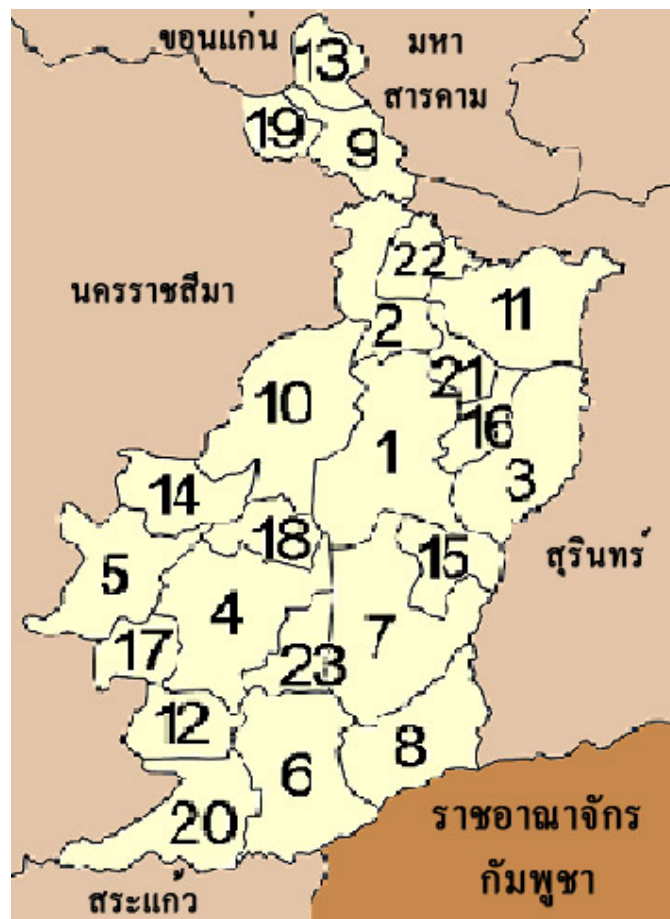 ขอนแก่น
13
มหา
สารคาม
19
9
22
นครราชสีมา
11
2
21
10
16
1
3
14
18
15
สุรินทร์
5
4
7
17
23
12
8
6
20
ราชอาณาจักร
กัมพูชา
สระแก้ว